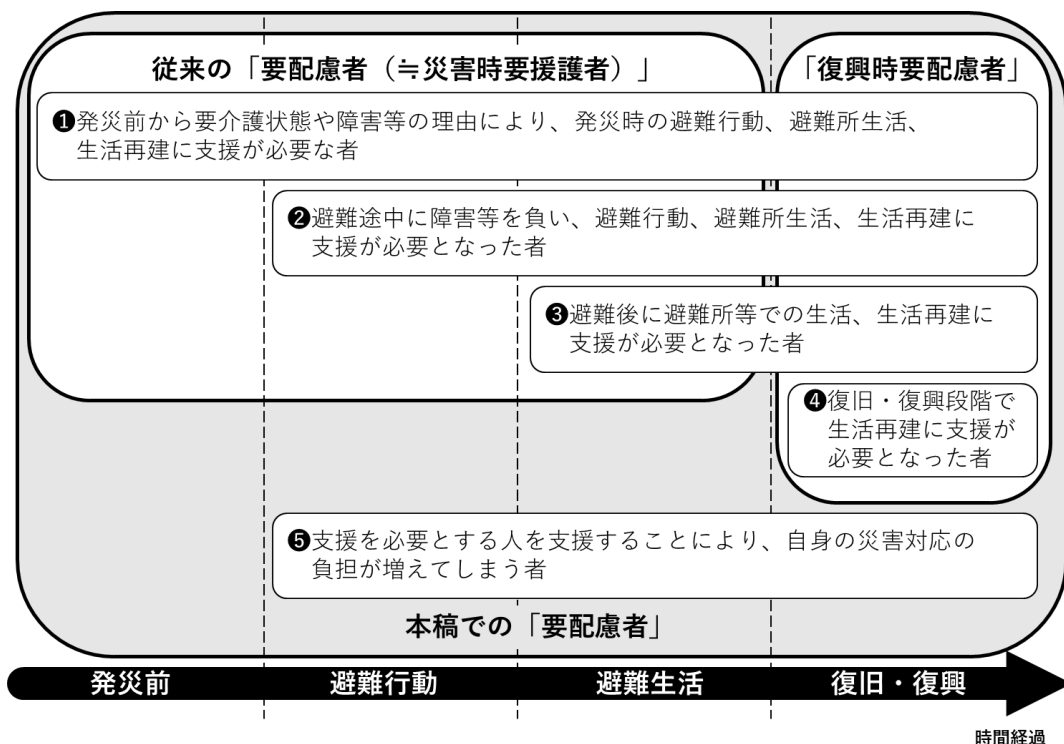 従来の「要配慮者（≒災害時要援護者）」
「復興時要配慮者」
❶発災前から要介護状態や障害等の理由により、発災時の避難行動、避難所生活、
生活再建に支援が必要な者
❷避難途中に障害等を負い、避難行動、避難所生活、生活再建に
支援が必要となった者
❸避難後に避難所等での生活、生活再建に
支援が必要となった者
❹復旧・復興段階で
生活再建に支援が
必要となった者
❺支援を必要とする人を支援することにより、自身の災害対応の
負担が増えてしまう者
本稿での「要配慮者」
発災前
避難行動
避難生活
復旧・復興
時間経過